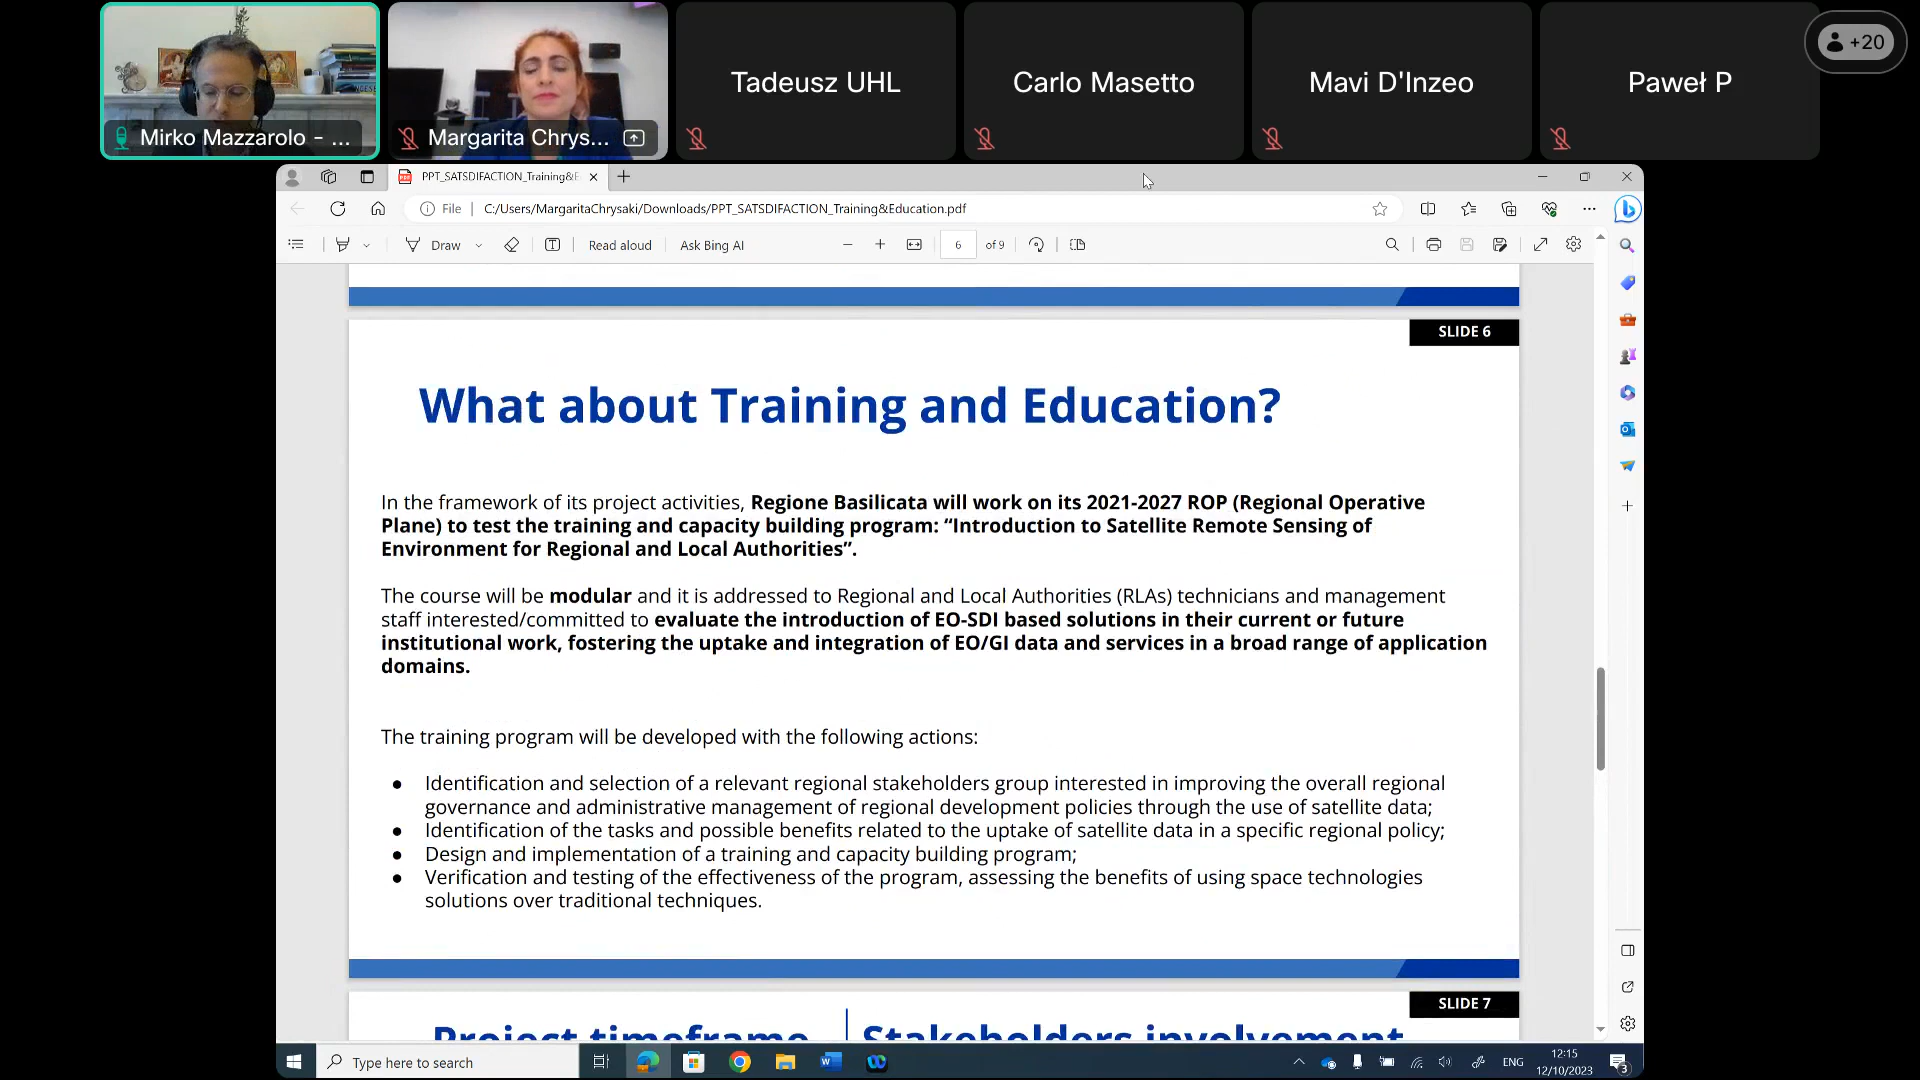 Mirko Mazzarolo - ...
Margarita Chrys...
Tadeusz UHL
Carlo Masetto
Mavi D'Inzeo
Paweł P
+20
PPT_SATSDIFACTION_Training&E
File
C:/Users/MargaritaChrysaki/Downloads/PPT_SATSDIFACTION_Training&Education.pdf
Draw
Read aloud
Ask Bing AI
6 of 9
SLIDE 6
What about Training and Education?
In the framework of its project activities, Regione Basilicata will work on its 2021-2027 ROP (Regional Operative
Plane) to test the training and capacity building program: “Introduction to Satellite Remote Sensing of
Environment for Regional and Local Authorities”.
The course will be modular and it is addressed to Regional and Local Authorities (RLAs) technicians and management
staff interested/committed to evaluate the introduction of EO-SDI based solutions in their current or future
institutional work, fostering the uptake and integration of EO/GI data and services in a broad range of application
domains.
The training program will be developed with the following actions:
● Identification and selection of a relevant regional stakeholders group interested in improving the overall regional
governance and administrative management of regional development policies through the use of satellite data;
● Identification of the tasks and possible benefits related to the uptake of satellite data in a specific regional policy;
● Design and implementation of a training and capacity building program;
● Verification and testing of the effectiveness of the program, assessing the benefits of using space technologies
solutions over traditional techniques.
SLIDE 7
Project timeframe
Stakeholders involvement
Type here to search
ENG
12:15
12/10/2023
3